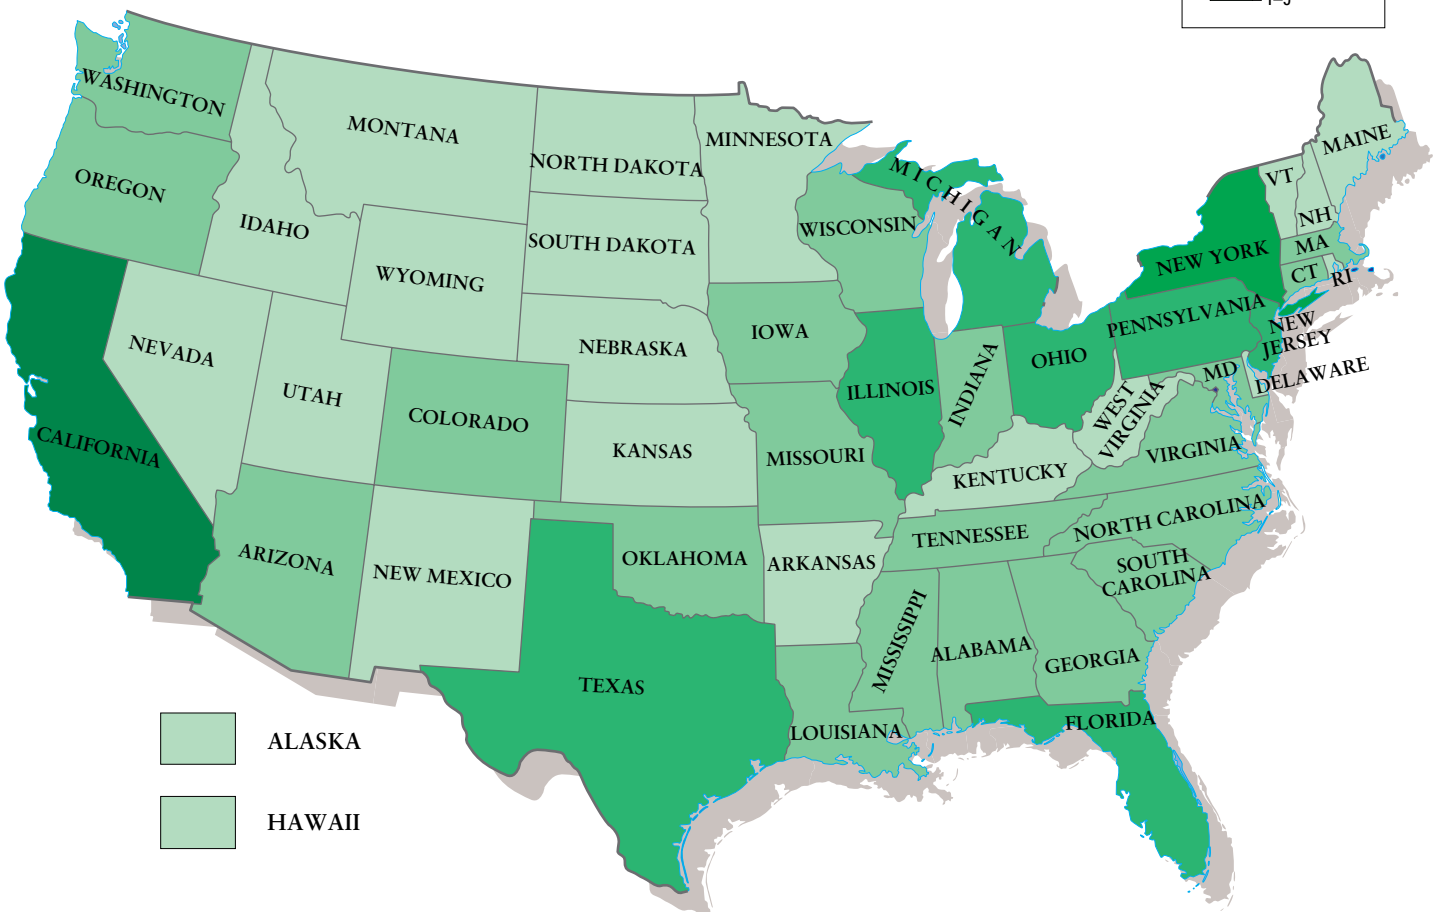 WASHINGTON
MONTANA
NORTH DAKOTA
MINNESOTA
MICHIGAN
MAINE
VT
NH
OREGON
IDAHO
SOUTH DAKOTA
WISCONSIN
NEW YORK
MA
CT
RI
WYOMING
NEVADA
UTAH
NEBRASKA
IOWA
ILLINOIS
INDIANA
OHIO
PENNSYLVANIA
NEW
JERSEY
MD
DELAWARE
CALIFORNIA
COLORADO
KANSAS
MISSOURI
KENTUCKY
WEST
VIRGINIA
VIRGINIA
ARIZONA
NEW MEXICO
OKLAHOMA
ARKANSAS
TENNESSEE
NORTH CAROLINA
SOUTH
CAROLINA
TEXAS
LOUISIANA
MISSISSIPPI
ALABAMA
GEORGIA
FLORIDA
ALASKA
HAWAII